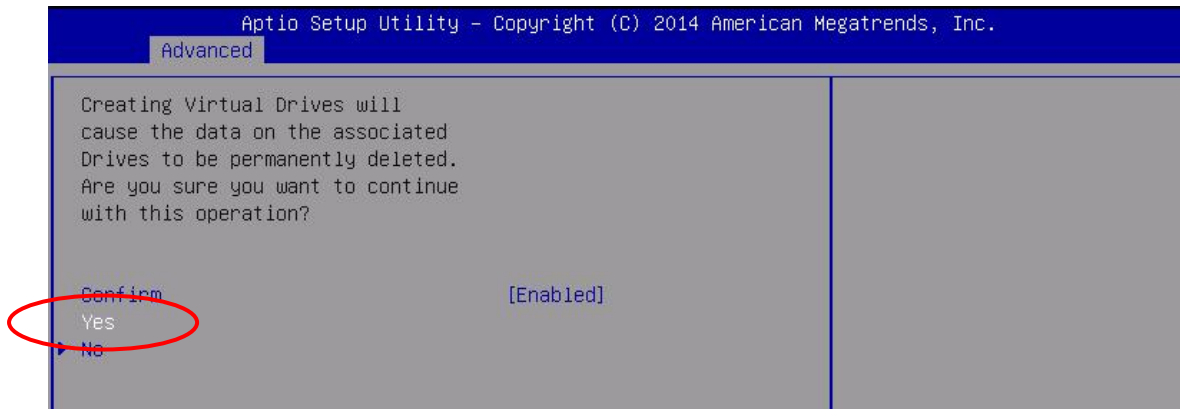 Aptio Setup Utility – Copyright (C) 2014 American Megatrends, Inc.
Advanced
Creating Virtual Drives will
cause the data on the associated
Drives to be permanently deleted.
Are you sure you want to continue
with this operation?
Confirm [Enabled]
Yes
No